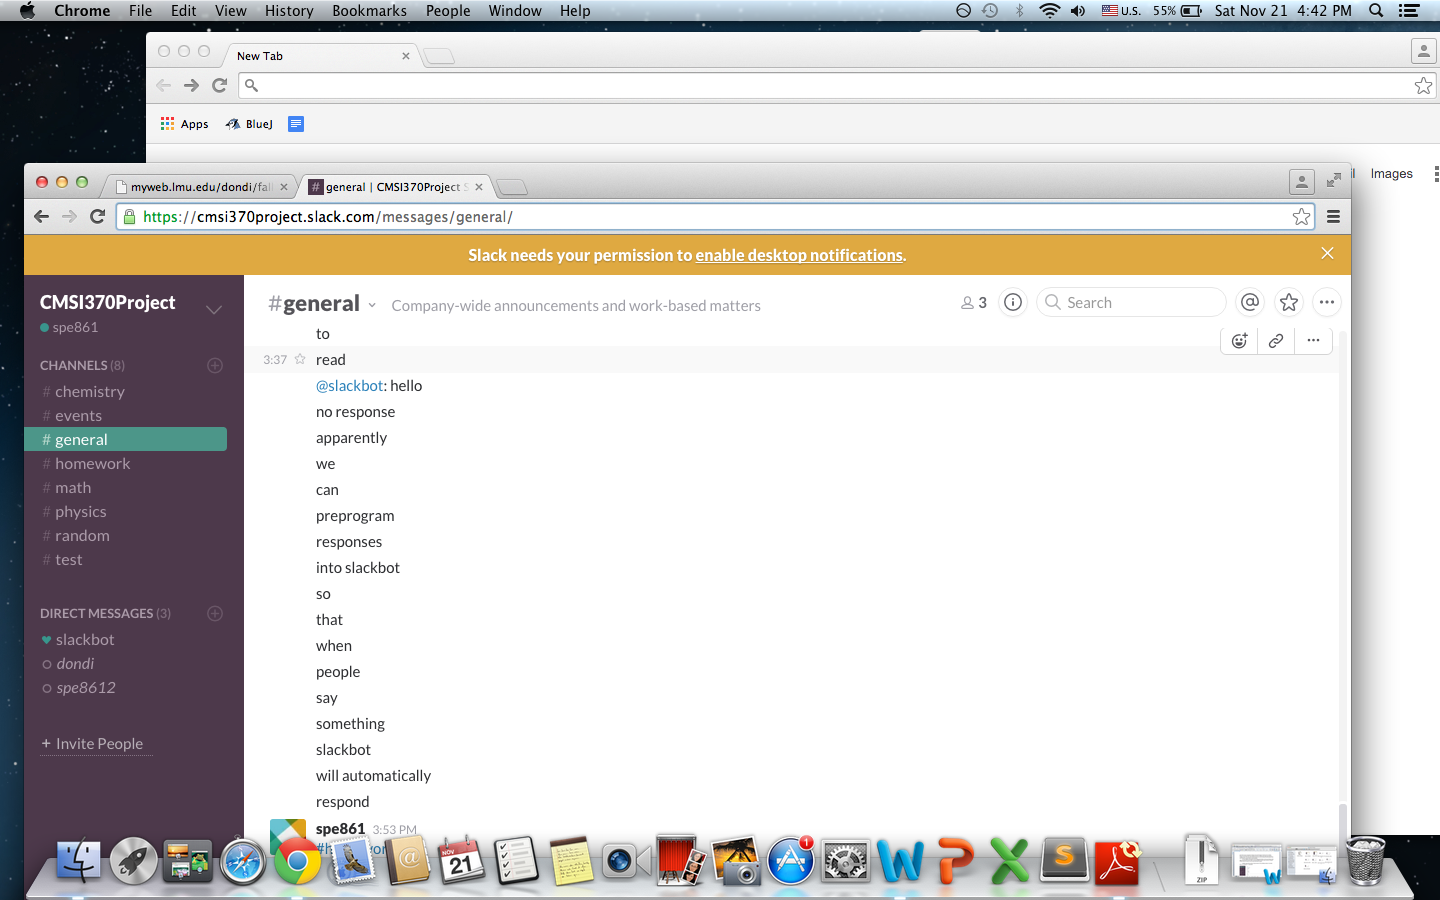 Chrome File Edit View History Bookmarks People Window Help U.S. 55% Sat Nov 21 4:42 PM
New Tab
Apps BlueJ
Images
myweb.lmu.edu/dondi/fal general | CMSI370Project S
https://cmsi370project.slack.com/messages/general/
Slack needs your permission to enable desktop notifications.
CMSI370Project
spe861
CHANNELS (8)
# chemistry
# events
# general
# homework
# math
# physics
# random
# test
DIRECT MESSAGES (3)
slackbot
dondi
spe8612
+ Invite People
#general Company-wide announcements and work-based matters 3 Search
to
3:37 read
@slackbot: hello
no response
apparently
we
can
preprogram
responses
into slackbot
so
that
when
people
say
something
slackbot
will automatically
respond
spe861 3:53 PM
NOV
21
1
ZIP